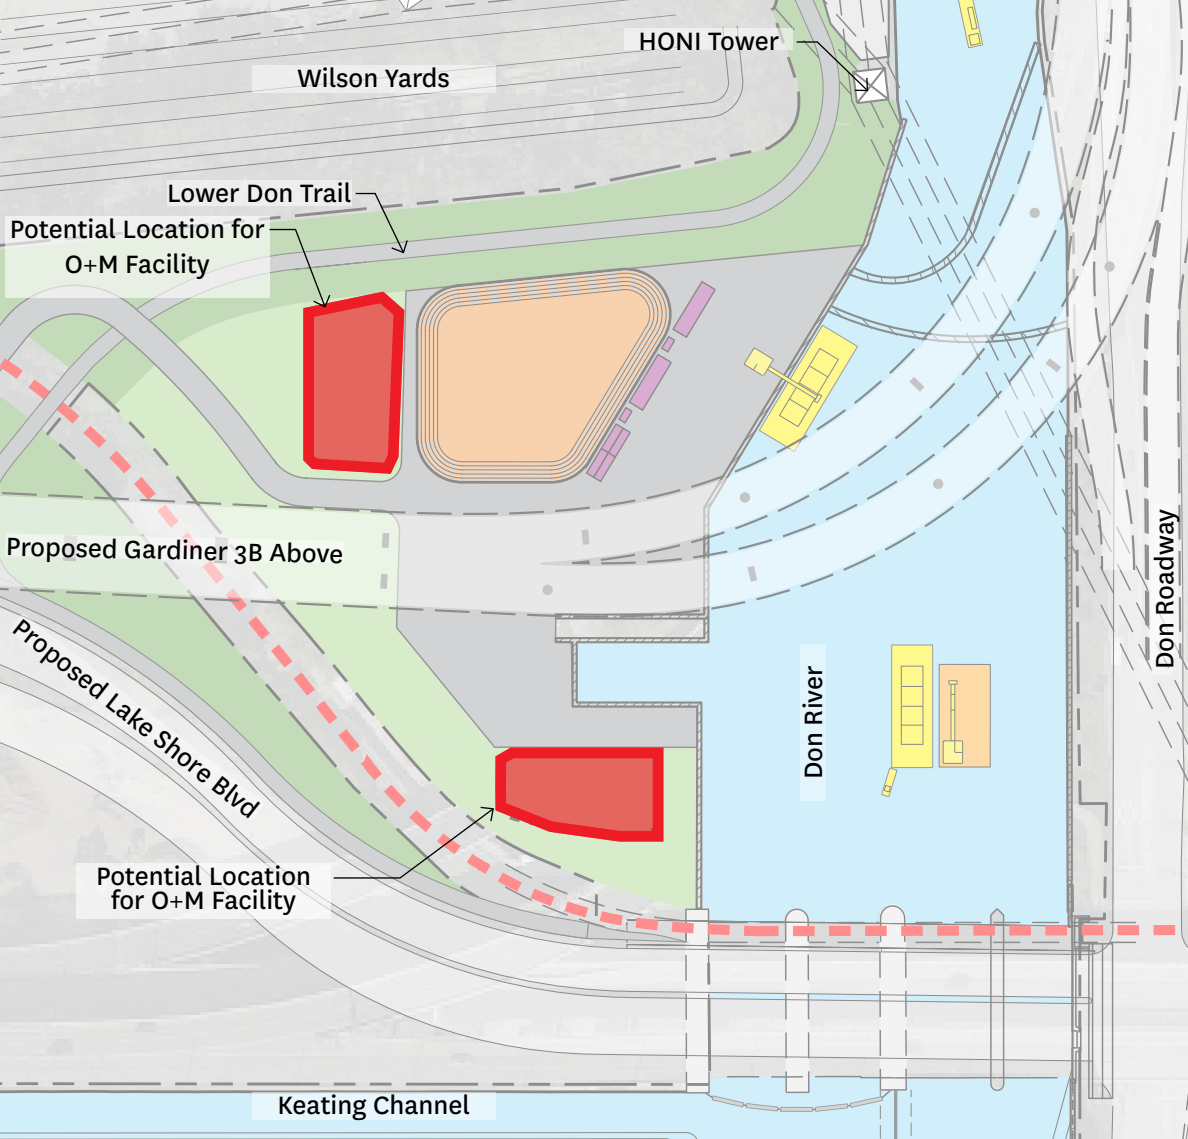 HONI Tower
Wilson Yards
Lower Don Trail
Potential Location for
O+M Facility
Proposed Gardiner 3B Above
Proposed Lake Shore Blvd
Don Roadway
Don River
Potential Location
for O+M Facility
Keating Channel